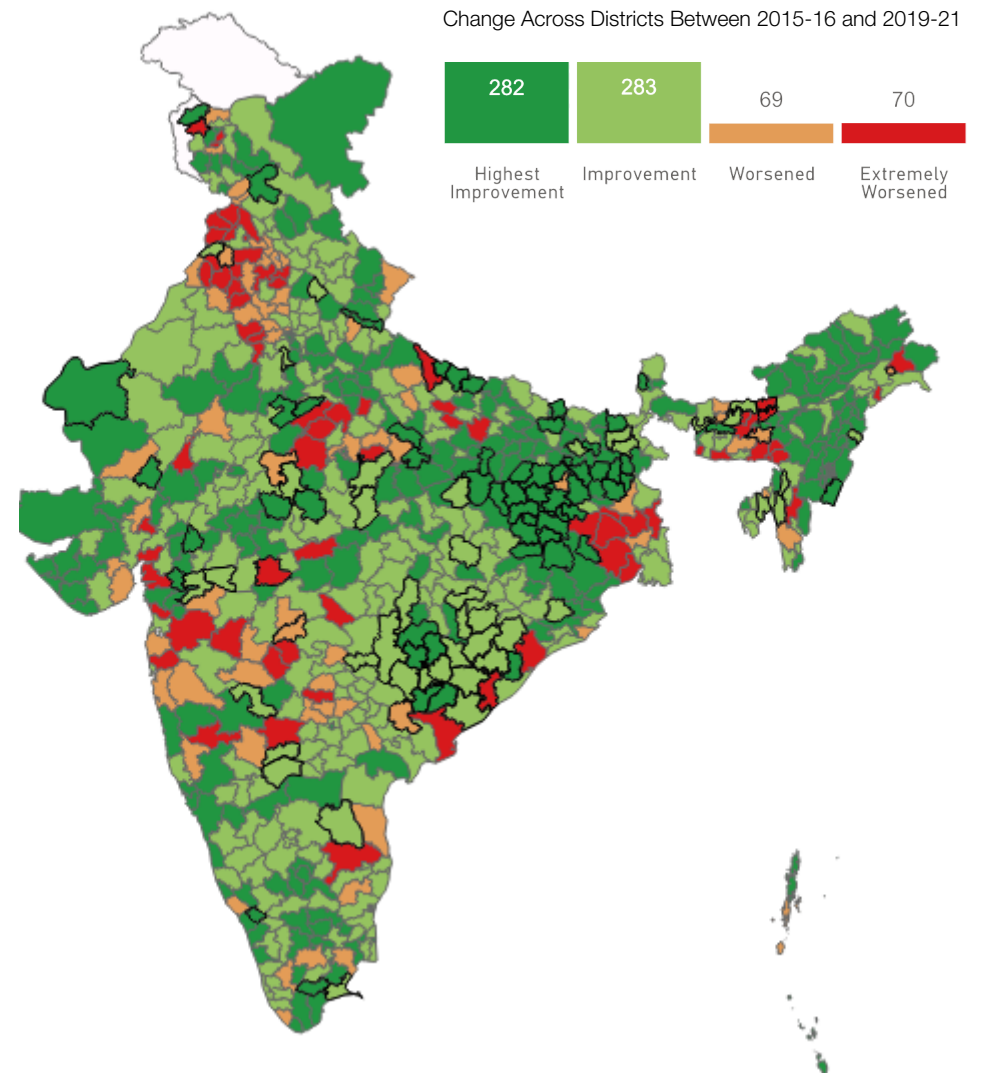 Change Across Districts Between 2015-16 and 2019-21
282
283
69
70
Highest
Improvement
Improvement
Worsened
Extremely
Worsened